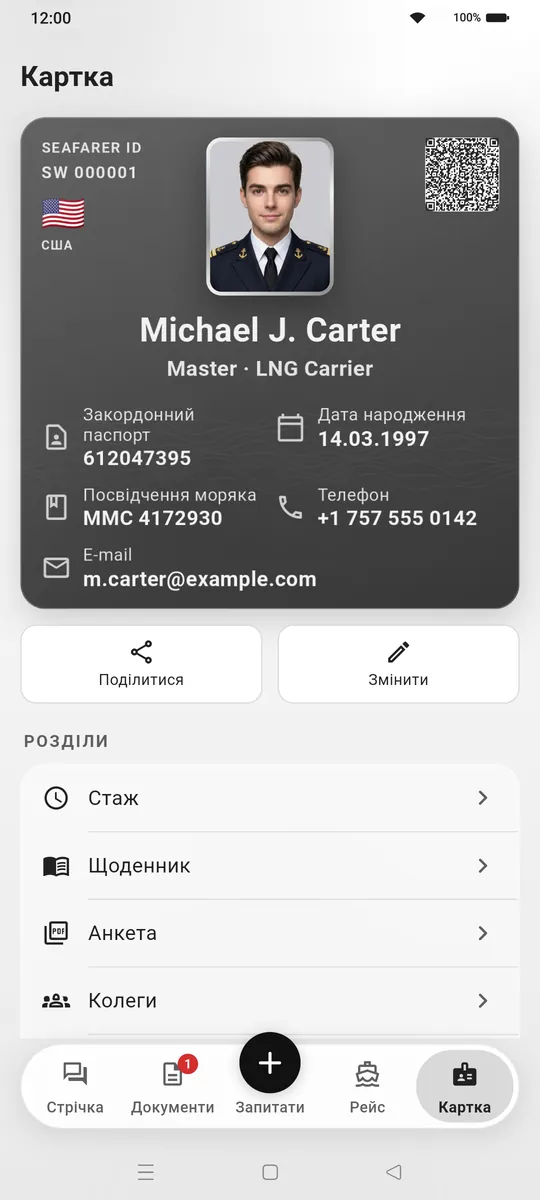 12:00
100%
Картка
SEAFARER ID
SW 000001
США
Michael J. Carter
Master · LNG Carrier
Закордонний
паспорт
612047395
Дата народження
14.03.1997
Посвідчення моряка
MMC 4172930
Телефон
+1 757 555 0142
E-mail
m.carter@example.com
Поділитися
Змінити
РОЗДІЛИ
Стаж
Щоденник
PDF
Анкета
Колеги
Стрічка
1
Документи
Запитати
Рейс
Картка